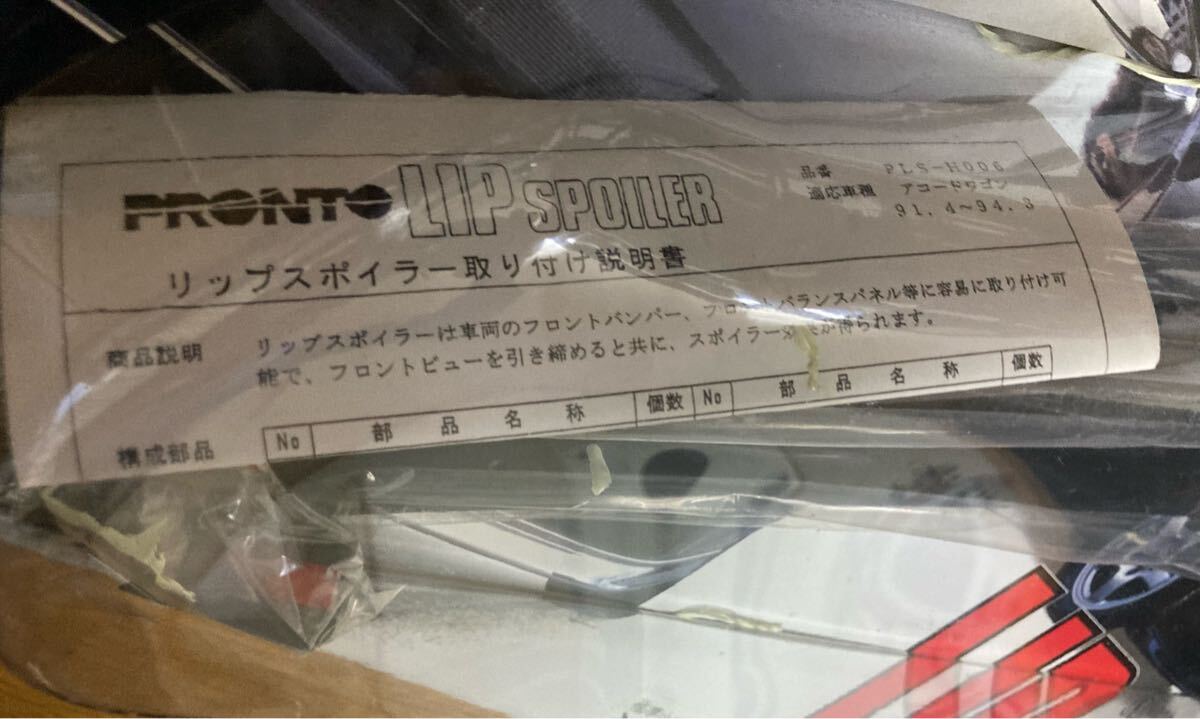 PRONTO LIP SPOILER
品番 PLS-H006
適応車種 アコードワゴン
91.4~94.3
リップスポイラー取り付け説明書
商品説明
リップスポイラーは車両のフロントバンパー、フロントバランスパネル等に容易に取り付け可
能で、フロントビューを引き締めると共に、スポイラー が得られます。
構成部品
No 部品名称 個数 No 部品名称 個数